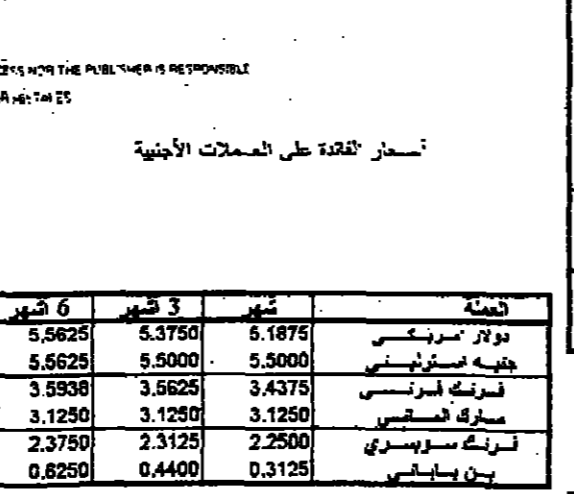 NOR THE PUBLISHER IS RESPONSIBLE
أسعار الفائدة على العملات الأجنبية
العملة شهر 3 أشهر 6 أشهر
دولار أمريكي 5.1875 5.3750 5.5625
جنيه استرليني 5.5000 5.5000 5.5625
فرنك فرنسي 3.4375 3.5625 3.5938
مارك ألماني 3.1250 3.1250 3.1250
فرنك سويسري 2.2500 2.3125 2.3750
ين ياباني 0.3125 0.4400 0.6250